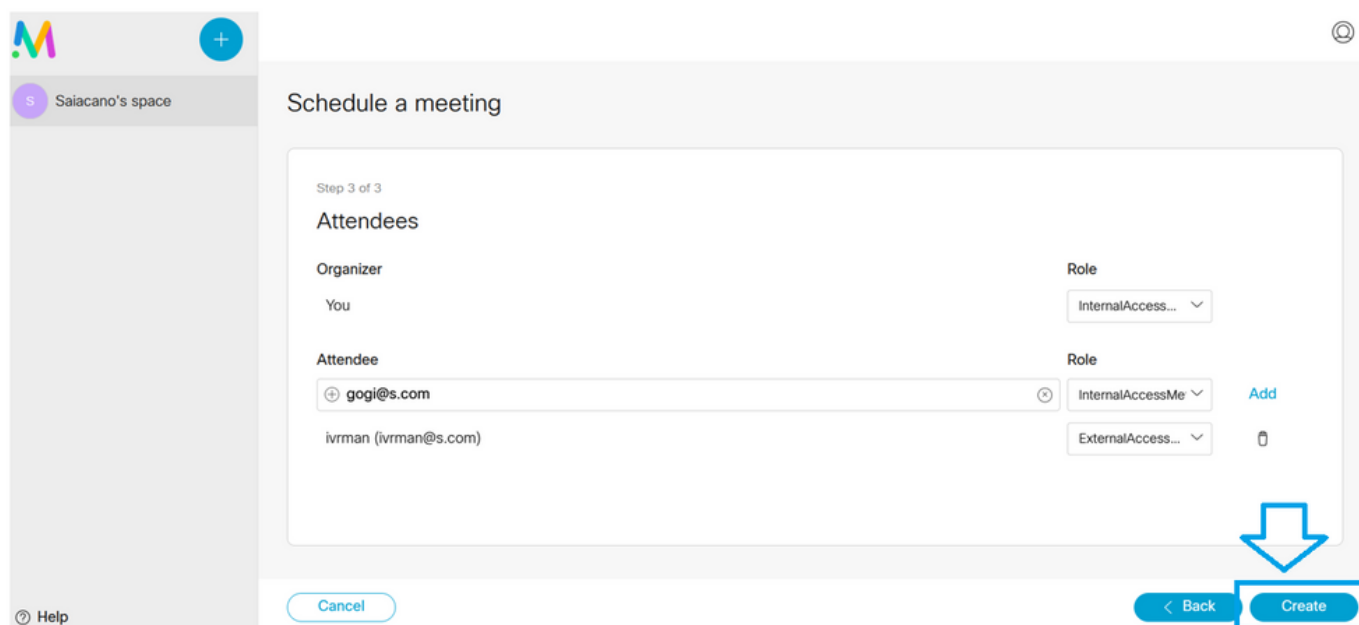 S Saiacano's space
Schedule a meeting
Step 3 of 3
Attendees
Organizer Role
You InternalAccess...
Attendee Role
gogi@s.com InternalAccessMe Add
ivrman (ivrman@s.com) ExternalAccess...
Cancel Back Create
Help